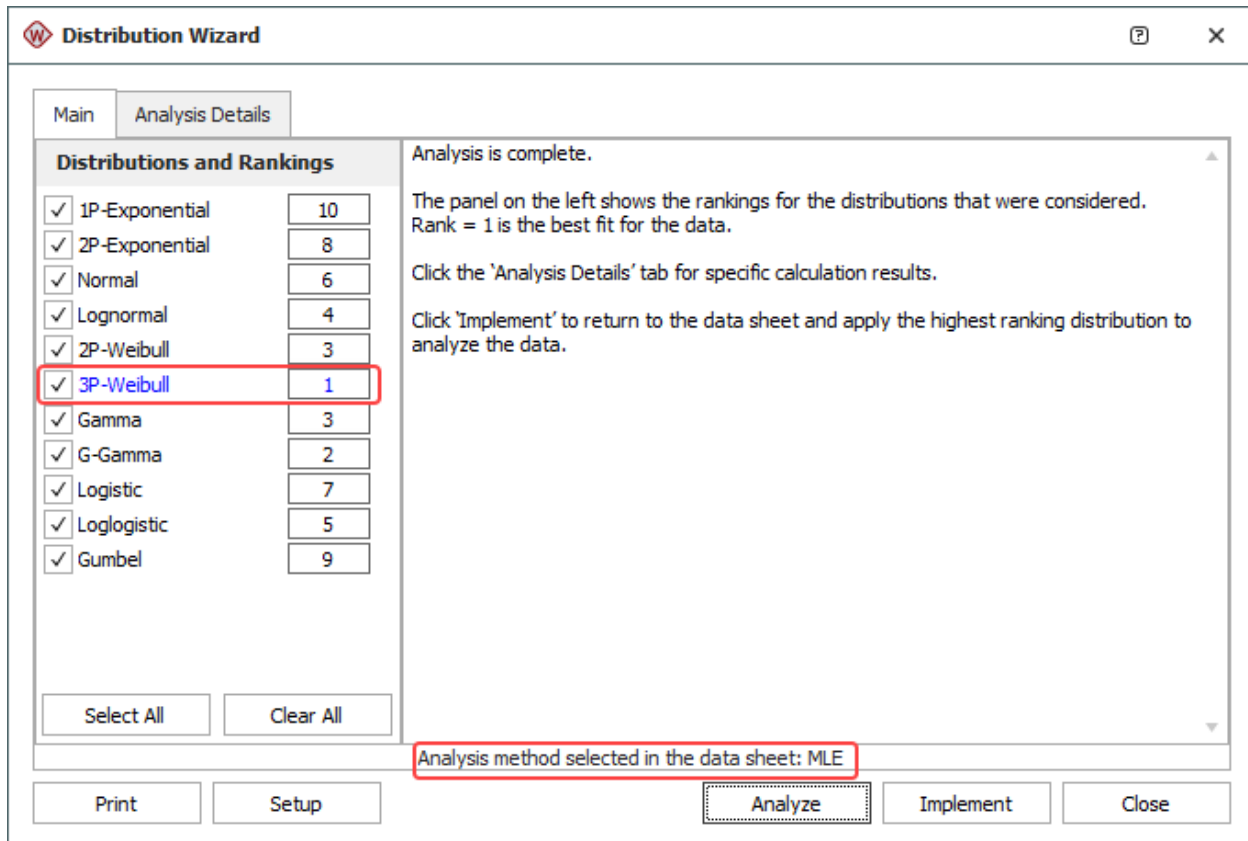 Distribution Wizard
Main
Analysis Details
Distributions and Rankings
1P-Exponential 10
2P-Exponential 8
Normal 6
Lognormal 4
2P-Weibull 3
3P-Weibull 1
Gamma 3
G-Gamma 2
Logistic 7
Loglogistic 5
Gumbel 9
Select All
Clear All
Analysis is complete.
The panel on the left shows the rankings for the distributions that were considered.
Rank = 1 is the best fit for the data.
Click the ‘Analysis Details’ tab for specific calculation results.
Click ‘Implement’ to return to the data sheet and apply the highest ranking distribution to
analyze the data.
Analysis method selected in the data sheet: MLE
Print
Setup
Analyze
Implement
Close